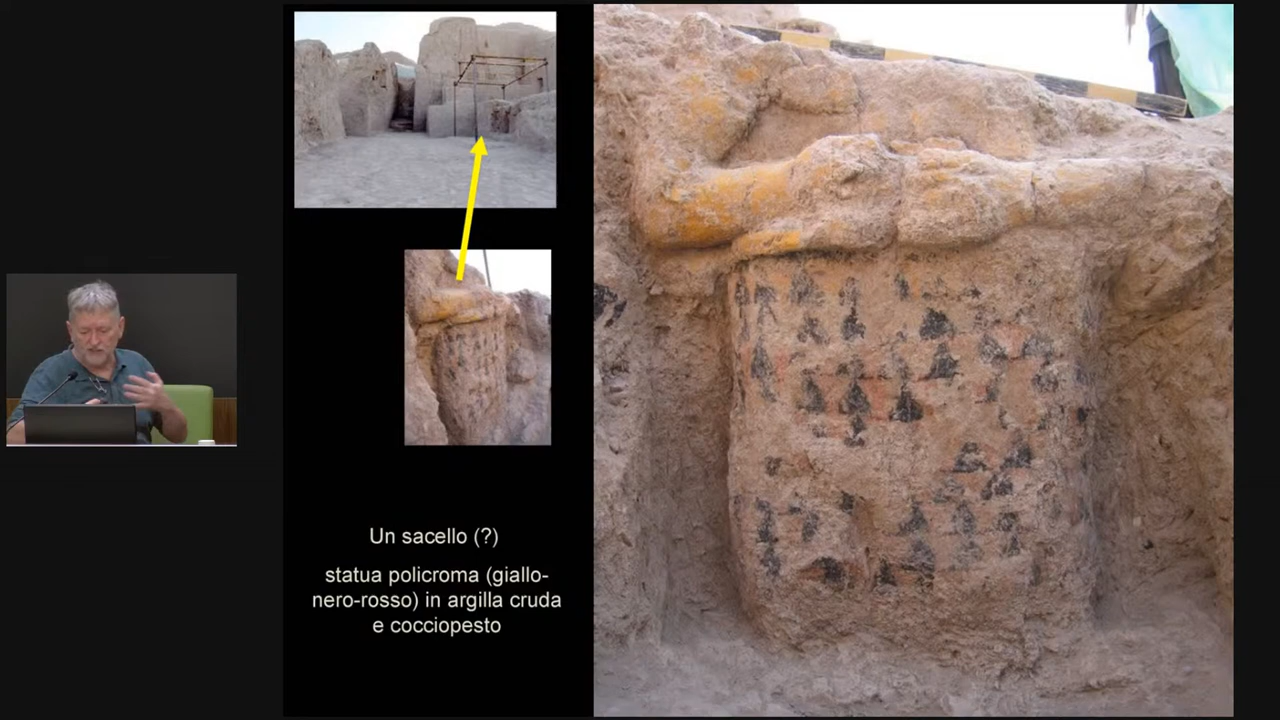 Un sacello (?)
statua policroma (giallo-
nero-rosso) in argilla cruda
e cocciopesto